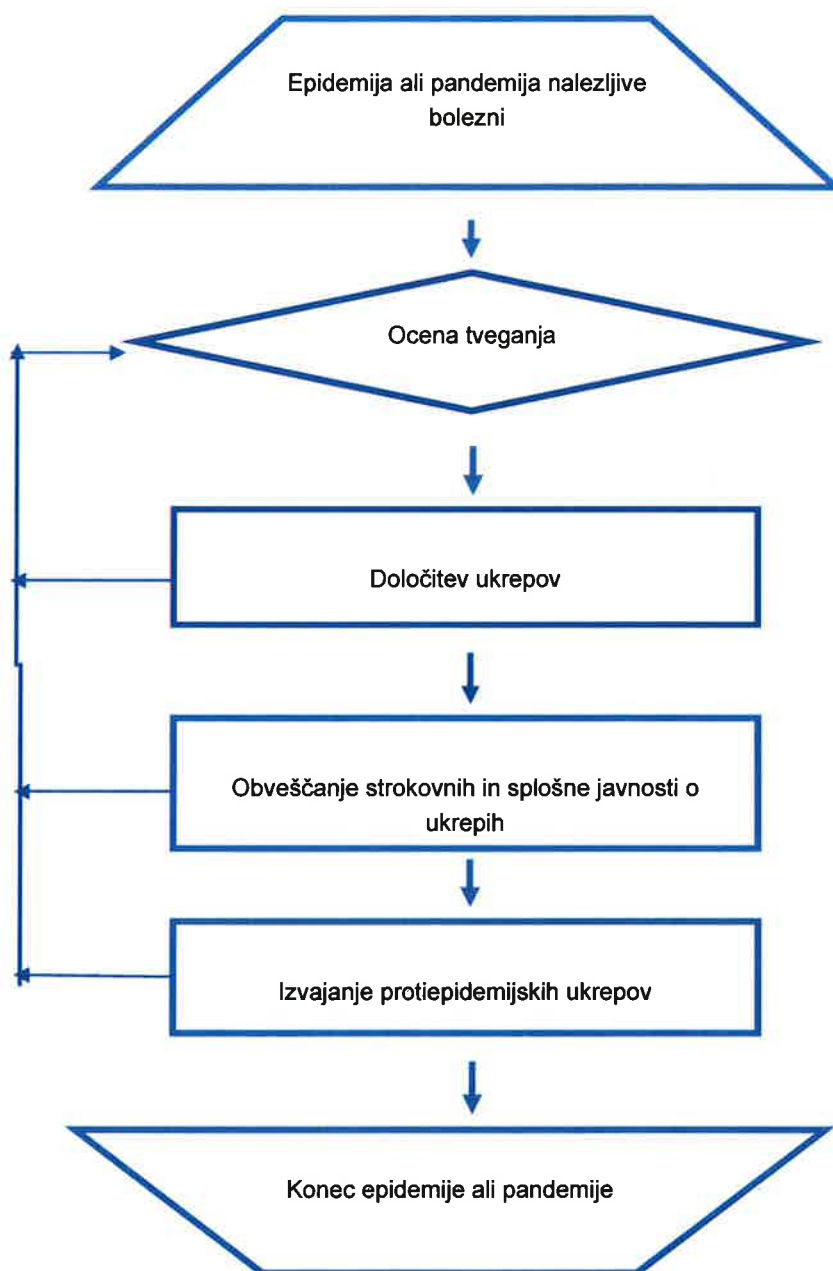 Epidemija ali pandemija nalezljive
bolezni
Ocena tveganja
Določitev ukrepov
Obveščanje strokovnih in splošne javnosti o
ukrepih
Izvajanje protiepidemijskih ukrepov
Konec epidemije ali pandemije